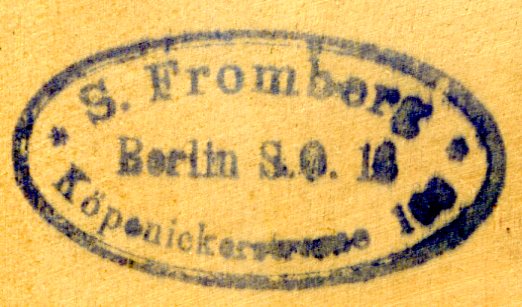 S. Fromberg
Berlin S.O. 16
Köpenickerstrasse